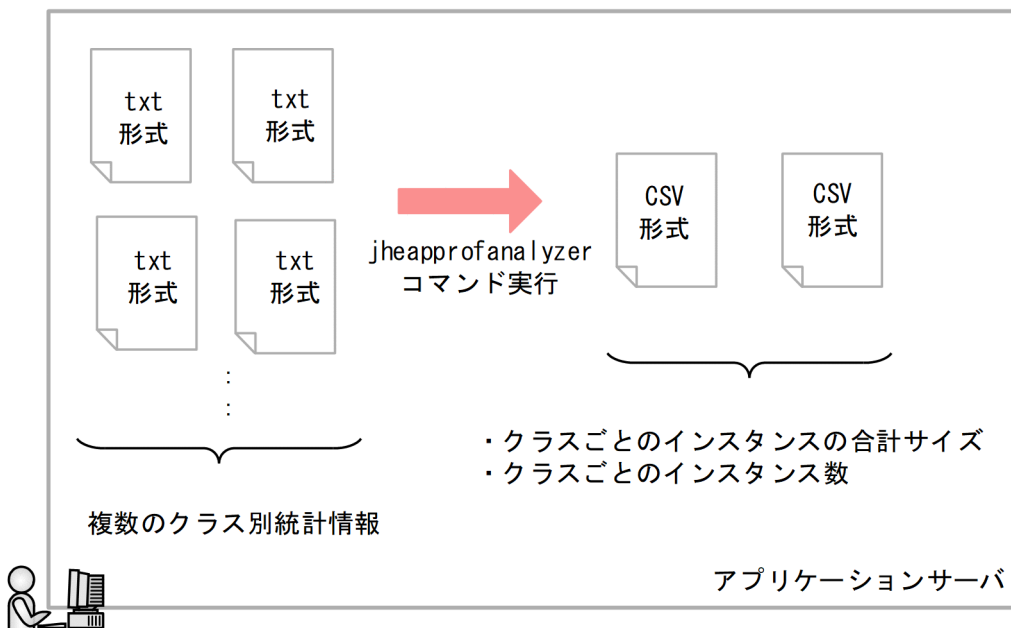 txt
形式
txt
形式
txt
形式
txt
形式
:
:
複数のクラス別統計情報
jheapprofanalyzer
コマンド実行
CSV
形式
CSV
形式
・クラスごとのインスタンスの合計サイズ
・クラスごとのインスタンス数
アプリケーションサーバ